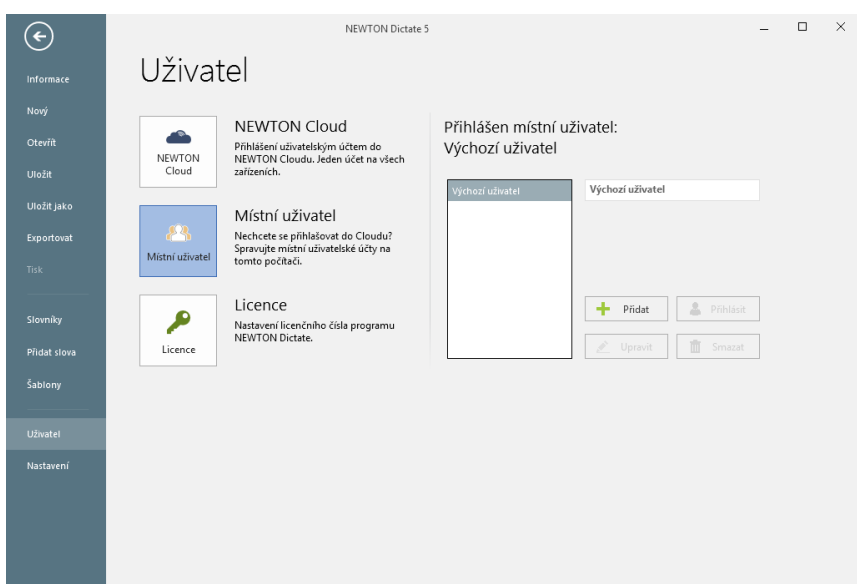 NEWTON Dictate 5
Informace
Nový
Otevřít
Uložit
Uložit jako
Exportovat
Tisk
Slovníky
Přidat slova
Šablony
Uživatel
Nastavení
Uživatel
NEWTON
Cloud
NEWTON Cloud
Přihlášení uživatelským účtem do
NEWTON Cloudu. Jeden účet na všech
zařízeních.
Místní uživatel
Místní uživatel
Nechcete se přihlašovat do Cloudu?
Spravujte místní uživatelské účty na
tomto počítači.
Licence
Licence
Nastavení licenčního čísla programu
NEWTON Dictate.
Přihlášen místní uživatel:
Výchozí uživatel
Výchozí uživatel
Výchozí uživatel
Přidat
Přihlásit
Upravit
Smazat